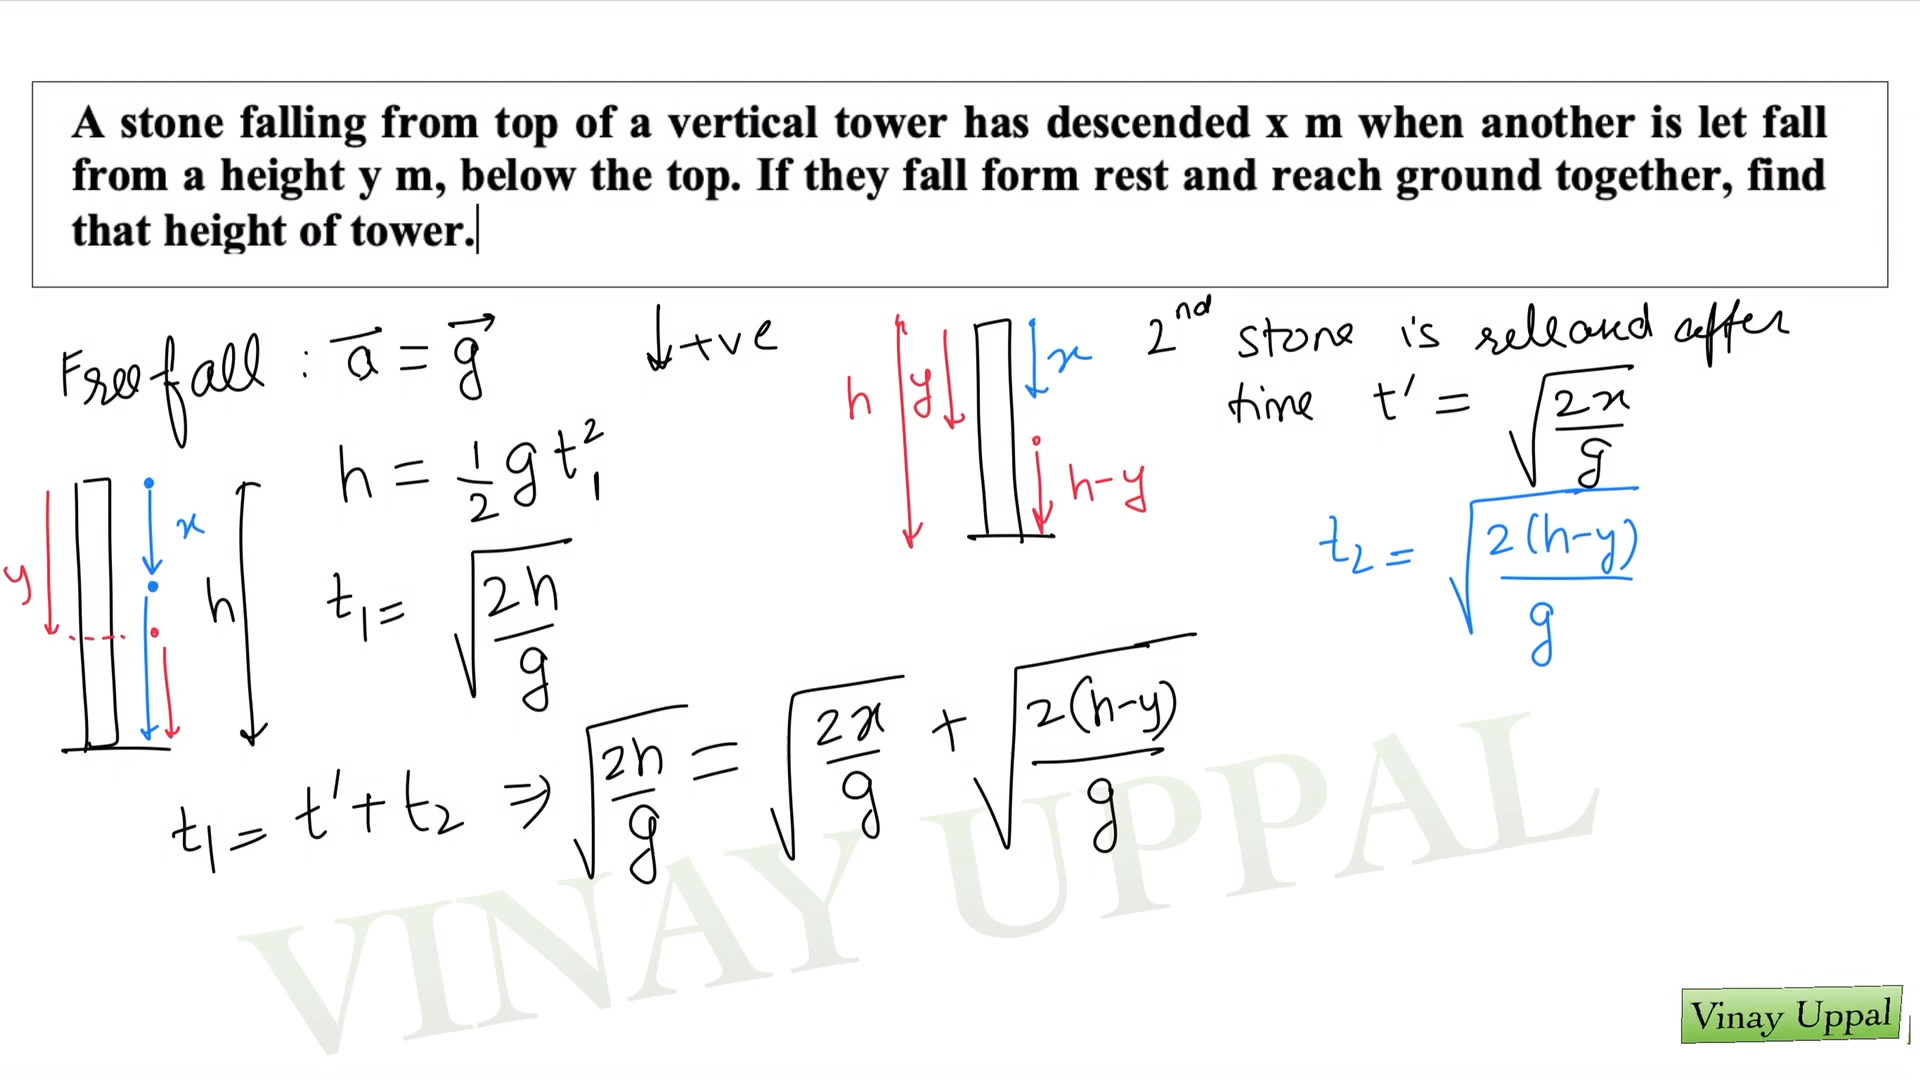 A stone falling from top of a vertical tower has descended x m when another is let fall
from a height y m, below the top. If they fall form rest and reach ground together, find
that height of tower.
Free fall : a⃗ = g⃗
↓+ve
h = 1/2 g t₁²
t₁ = √(2h/g)
y
x
h
h
y
x
h-y
2nd stone is released after
time t' = √(2x/g)
t₂ = √(2(h-y)/g)
t₁ = t' + t₂ ⇒ √(2h/g) = √(2x/g) + √(2(h-y)/g)
VINAY UPPAL
Vinay Uppal